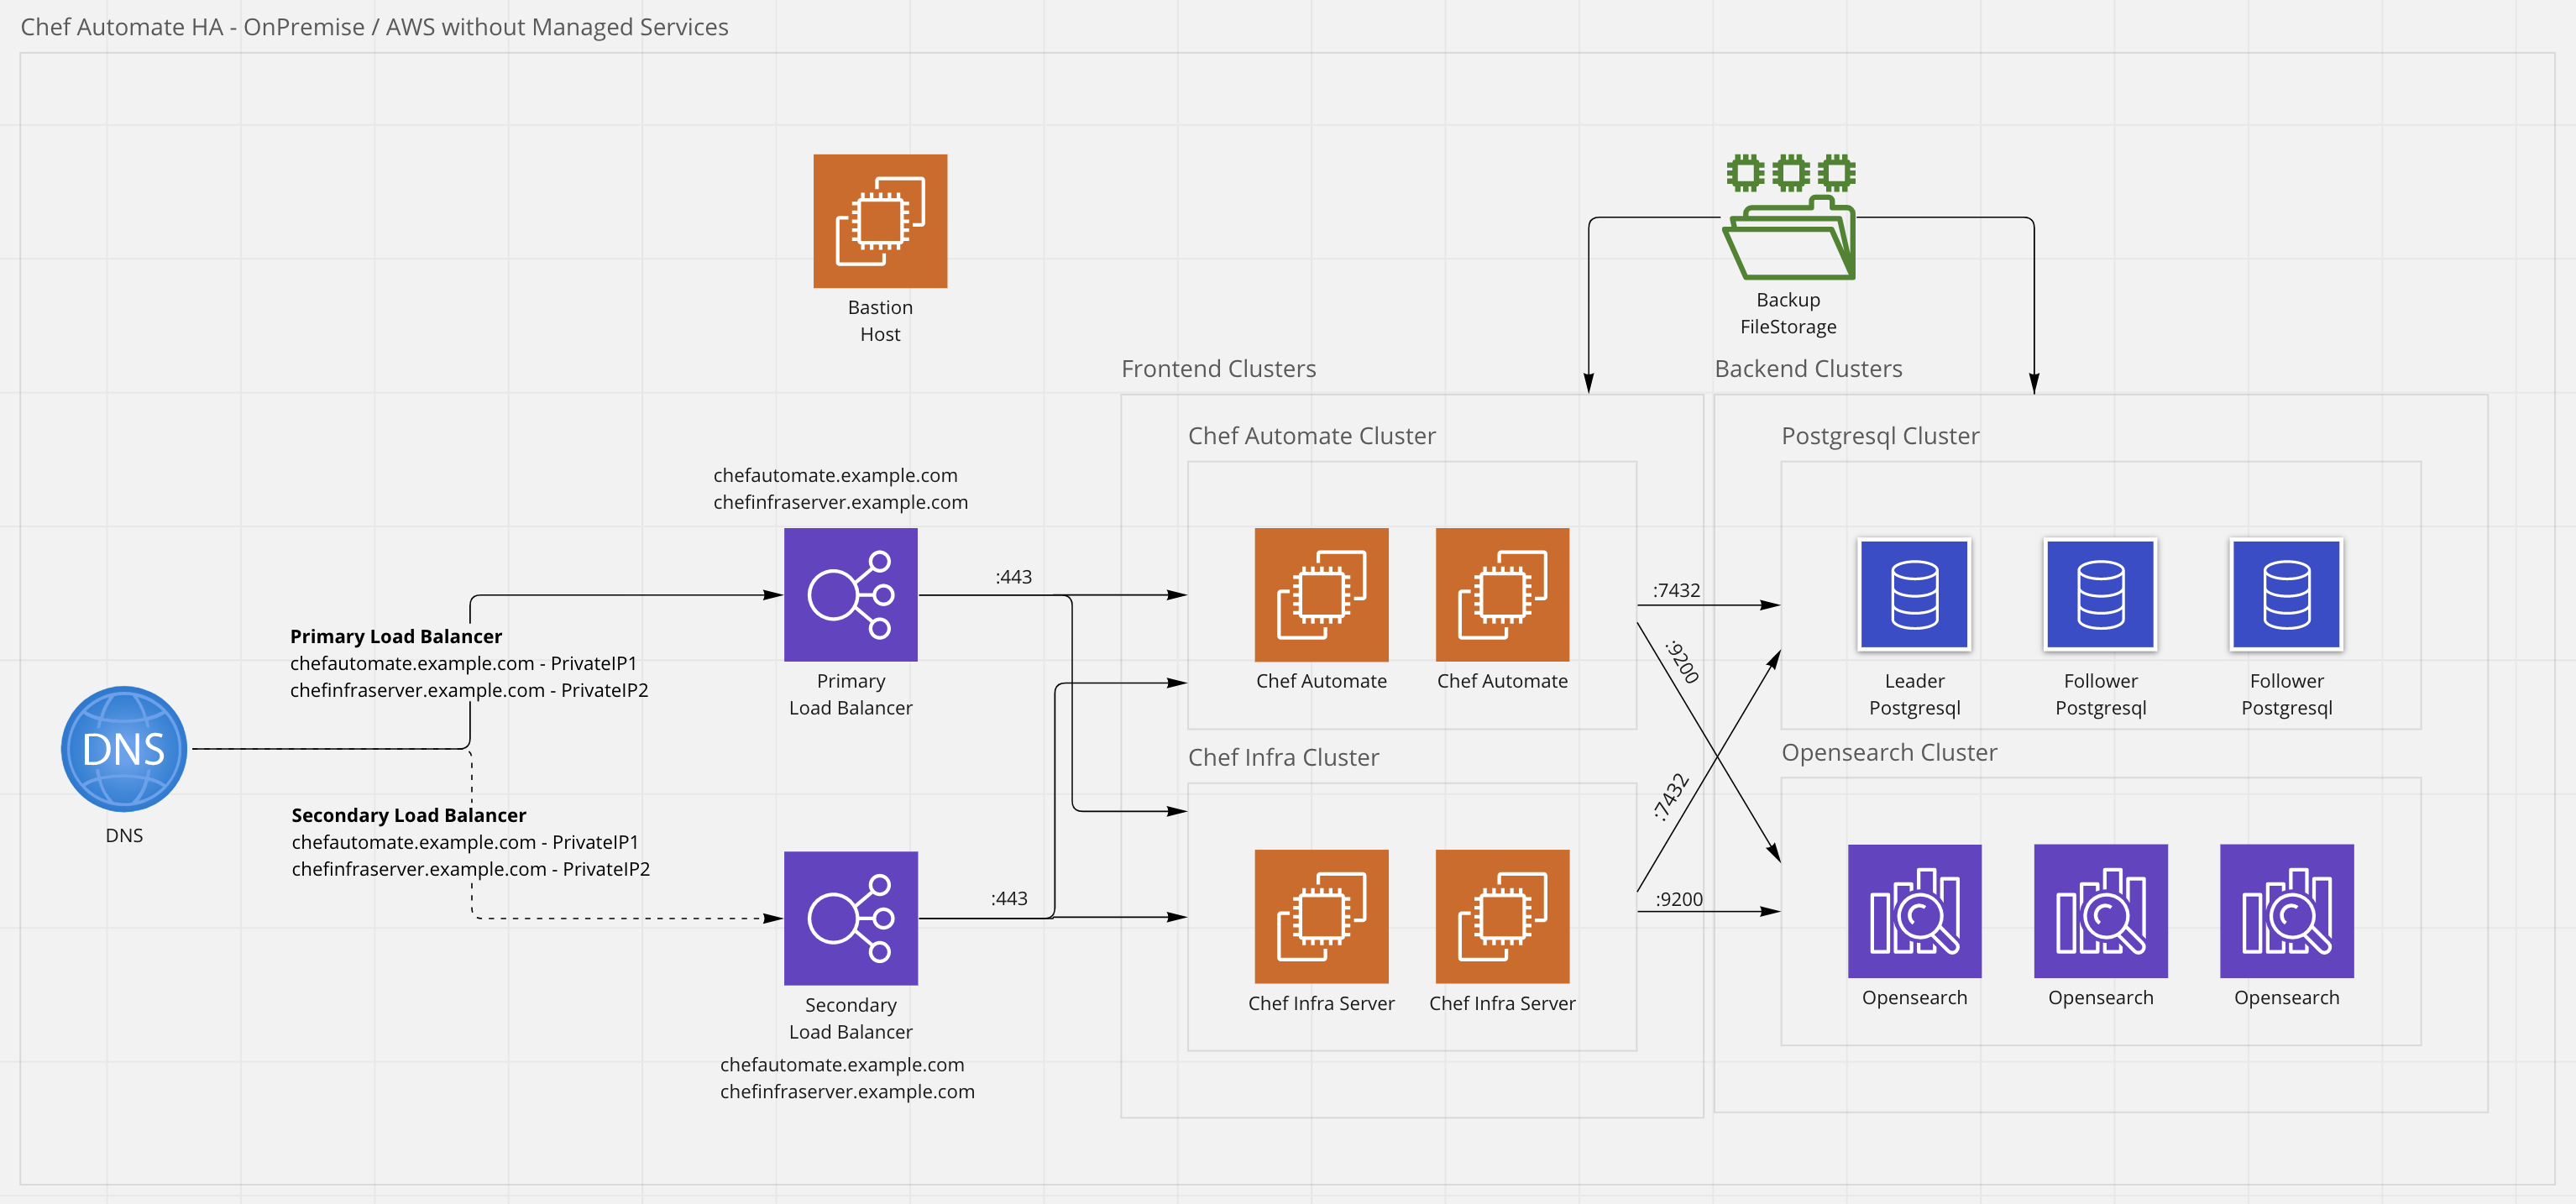 Chef Automate HA - OnPremise / AWS without Managed Services
Bastion
Host
Backup
FileStorage
Frontend Clusters
Backend Clusters
Chef Automate Cluster
Postgresql Cluster
chefautomate.example.com
chefinfraserver.example.com
:443
:7432
:9200
Primary Load Balancer
chefautomate.example.com - PrivateIP1
chefinfraserver.example.com - PrivateIP2
Primary
Load Balancer
Chef Automate
Chef Automate
Leader
Postgresql
Follower
Postgresql
Follower
Postgresql
DNS
DNS
Chef Infra Cluster
Opensearch Cluster
:7432
Secondary Load Balancer
chefautomate.example.com - PrivateIP1
chefinfraserver.example.com - PrivateIP2
:443
:9200
Secondary
Load Balancer
Chef Infra Server
Chef Infra Server
Opensearch
Opensearch
Opensearch
chefautomate.example.com
chefinfraserver.example.com